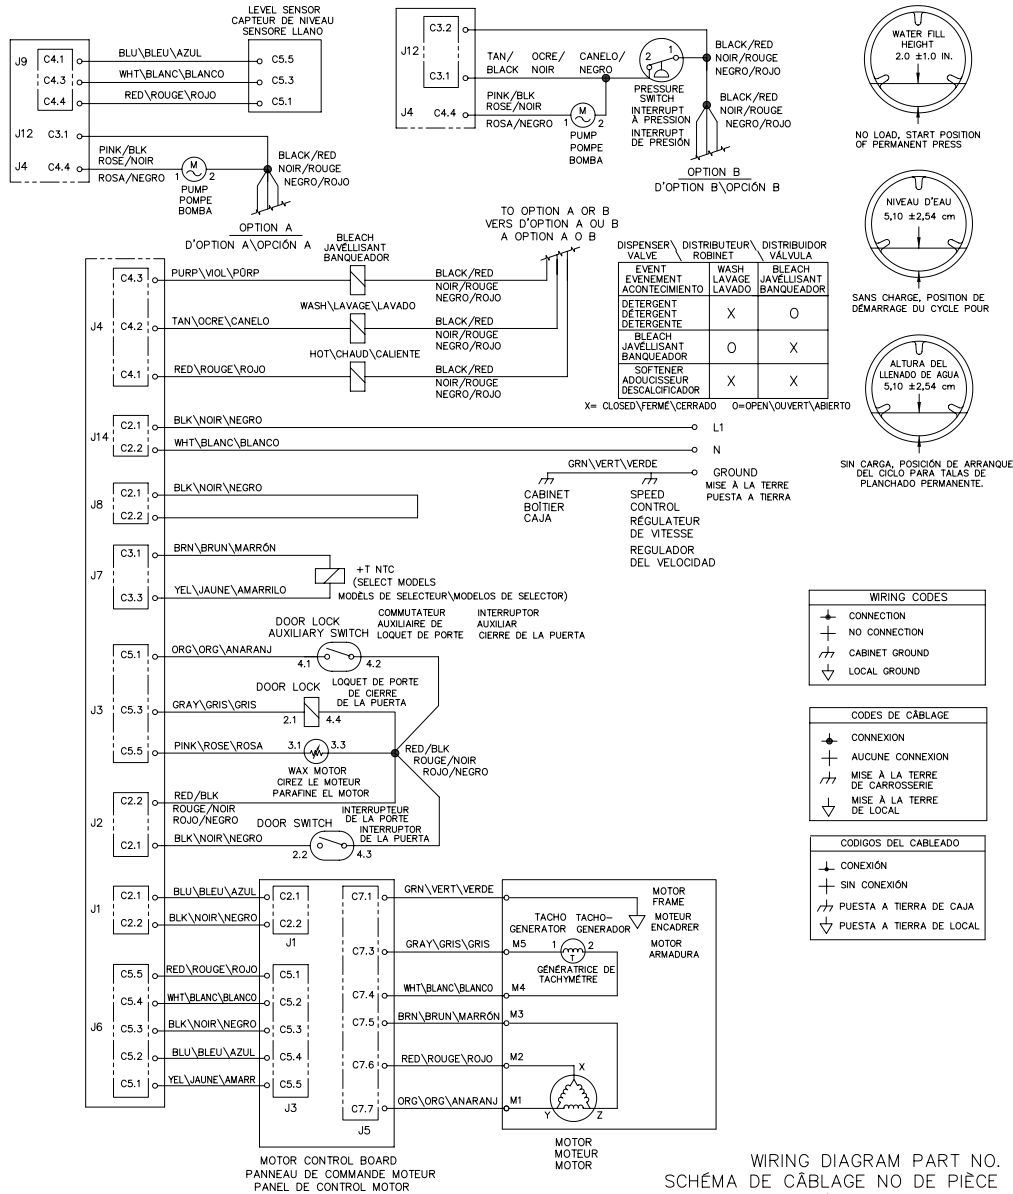 LEVEL SENSOR
CAPTEUR DE NIVEAU
SENSORE LLANO
J9
C4.1
BLU\BLEU\AZUL
C5.5
C4.3
WHT\BLANC\BLANCO
C5.3
C4.4
RED\ROUGE\ROJO
C5.1
J12
C3.1
J4
C4.4
PINK/BLK
ROSE/NOIR
ROSA/NEGRO
1
M
2
PUMP
POMPE
BOMBA
BLACK/RED
NOIR/ROUGE
NEGRO/ROJO
OPTION A
D'OPTION A\OPCIÓN A
C3.2
J12
C3.1
TAN/ OCRE/ CANELO/
BLACK NOIR NEGRO
J4
C4.4
PINK/BLK
ROSE/NOIR
ROSA/NEGRO
1
M
2
PUMP
POMPE
BOMBA
2
1
PRESSURE
SWITCH
INTERRUPT
À PRESSION
INTERRUPT
DE PRESIÓN
BLACK/RED
NOIR/ROUGE
NEGRO/ROJO
BLACK/RED
NOIR/ROUGE
NEGRO/ROJO
OPTION B
D'OPTION B\OPCIÓN B
WATER FILL
HEIGHT
2.0 ±1.0 IN.
NO LOAD, START POSITION
OF PERMANENT PRESS
NIVEAU D'EAU
5,10 ±2,54 cm
SANS CHARGE, POSITION DE
DÉMARRAGE DU CYCLE POUR
ALTURA DEL
LLENADO DE AGUA
5,10 ±2,54 cm
SIN CARGA, POSICIÓN DE ARRANQUE
DEL CICLO PARA TALAS DE
PLANCHADO PERMANENTE.
TO OPTION A OR B
VERS D'OPTION A OU B
A OPTION A O B
J4
C4.3
PURP\VIOL\PÜRP
BLEACH
JAVÉLLISANT
BANQUEADOR
BLACK/RED
NOIR/ROUGE
NEGRO/ROJO
C4.2
TAN\OCRE\CANELO
WASH\LAVAGE\LAVADO
BLACK/RED
NOIR/ROUGE
NEGRO/ROJO
C4.1
RED\ROUGE\ROJO
HOT\CHAUD\CALIENTE
BLACK/RED
NOIR/ROUGE
NEGRO/ROJO
DISPENSER\ DISTRIBUTEUR\ DISTRIBUIDOR
VALVE ROBINET VÁLVULA
EVENT
EVENEMENT
ACONTECIMIENTO
WASH
LAVAGE
LAVADO
BLEACH
JAVÉLLISANT
BANQUEADOR
DETERGENT
DÉTERGENT
DETERGENTE
X
O
BLEACH
JAVÉLLISANT
BANQUEADOR
O
X
SOFTENER
ADOUCISSEUR
DESCALCIFICADOR
X
X
X= CLOSED\FERMÉ\CERRADO O=OPEN\OUVERT\ABIERTO
J14
C2.1
BLK\NOIR\NEGRO
L1
C2.2
WHT\BLANC\BLANCO
N
GRN\VERT\VERDE
GROUND
MISE À LA TERRE
PUESTA A TIERRA
CABINET
BOÎTIER
CAJA
SPEED
CONTROL
RÉGULATEUR
DE VITESSE
REGULADOR
DEL VELOCIDAD
J8
C2.1
BLK\NOIR\NEGRO
C2.2
J7
C3.1
BRN\BRUN\MARRÓN
C3.3
YEL\JAUNE\AMARRILO
+T NTC
(SELECT MODELS
MODÈLS DE SELECTEUR\MODELOS DE SELECTOR)
J3
C5.1
ORG\ORG\ANARANJ
DOOR LOCK
AUXILIARY SWITCH
COMMUTATEUR
AUXILIAIRE DE
LOQUET DE PORTE
INTERRUPTOR
AUXILIAR
CIERRE DE LA PUERTA
4.1
4.2
C5.3
GRAY\GRIS\GRIS
DOOR LOCK
LOQUET DE PORTE
DE CIERRE
DE LA PUERTA
2.1
4.4
C5.5
PINK\ROSE\ROSA
3.1
3.3
WAX MOTOR
CIREZ LE MOTEUR
PARAFINE EL MOTOR
RED/BLK
ROUGE/NOIR
ROJO/NEGRO
J2
C2.2
RED/BLK
ROUGE/NOIR
ROJO/NEGRO
C2.1
BLK\NOIR\NEGRO
DOOR SWITCH
INTERRUPTEUR
DE LA PORTE
INTERRUPTOR
DE LA PUERTA
2.2
4.3
WIRING CODES
CONNECTION
NO CONNECTION
CABINET GROUND
LOCAL GROUND
CODES DE CÂBLAGE
CONNEXION
AUCUNE CONNEXION
MISE À LA TERRE
DE CARROSSERIE
MISE À LA TERRE
DE LOCAL
CODIGOS DEL CABLEADO
CONEXIÓN
SIN CONEXIÓN
PUESTA A TIERRA DE CAJA
PUESTA A TIERRA DE LOCAL
J1
C2.1
BLU\BLEU\AZUL
C2.1
C2.2
BLK\NOIR\NEGRO
C2.2
J1
J6
C5.5
RED\ROUGE\ROJO
C5.1
C5.4
WHT\BLANC\BLANCO
C5.2
C5.3
BLK\NOIR\NEGRO
C5.3
C5.2
BLU\BLEU\AZUL
C5.4
C5.1
YEL\JAUNE\AMARR
C5.5
J3
C7.1
GRN\VERT\VERDE
MOTOR
FRAME
MOTEUR
ENCADRER
MOTOR
ARMADURA
C7.3
GRAY\GRIS\GRIS
M5
TACHO TACHO-
GENERATOR GENERADOR
1
T
2
GÉNÉRATRICE DE
TACHYMÉTRE
C7.4
WHT\BLANC\BLANCO
M4
C7.5
BRN\BRUN\MARRÓN
M3
C7.6
RED\ROUGE\ROJO
M2
X
C7.7
ORG\ORG\ANARANJ
M1
Y
Z
J5
MOTOR CONTROL BOARD
PANNEAU DE COMMANDE MOTEUR
PANEL DE CONTROL MOTOR
MOTOR
MOTEUR
MOTOR
WIRING DIAGRAM PART NO.
SCHÉMA DE CÂBLAGE NO DE PIÈCE